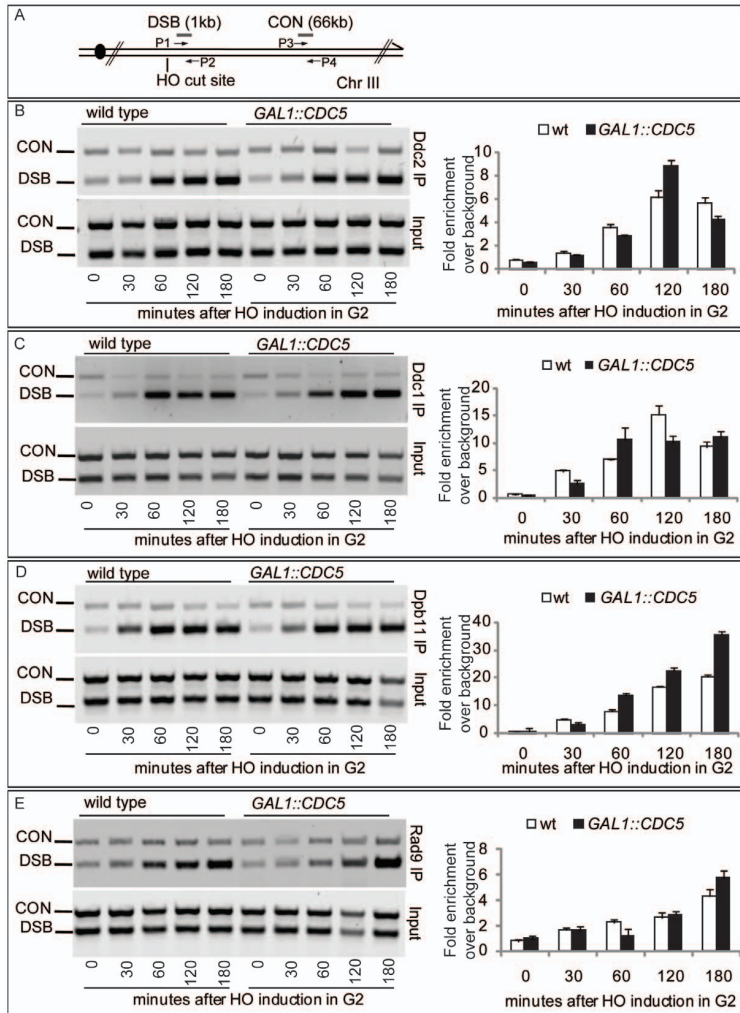 A
DSB (1kb) CON (66kb)
P1 P3
P2 P4
HO cut site Chr III
B
wild type GAL1::CDC5
CON
DSB
Ddc2 IP
CON
DSB
Input
0 30 60 120 180 0 30 60 120 180
minutes after HO induction in G2
wt GAL1::CDC5
Fold enrichment
over background
10
8
6
4
2
0
0 30 60 120 180
minutes after HO induction in G2
C
wild type GAL1::CDC5
CON
DSB
Ddc1 IP
CON
DSB
Input
0 30 60 120 180 0 30 60 120 180
minutes after HO induction in G2
wt GAL1::CDC5
Fold enrichment
over background
20
15
10
5
0
0 30 60 120 180
minutes after HO induction in G2
D
wild type GAL1::CDC5
CON
DSB
Dpb11 IP
CON
DSB
Input
0 30 60 120 180 0 30 60 120 180
minutes after HO induction in G2
wt GAL1::CDC5
Fold enrichment
over background
40
30
20
10
0
0 30 60 120 180
minutes after HO induction in G2
E
wild type GAL1::CDC5
CON
DSB
Rad9 IP
CON
DSB
Input
0 30 60 120 180 0 30 60 120 180
minutes after HO induction in G2
wt GAL1::CDC5
Fold enrichment
over background
8
6
4
2
0
0 30 60 120 180
minutes after HO induction in G2